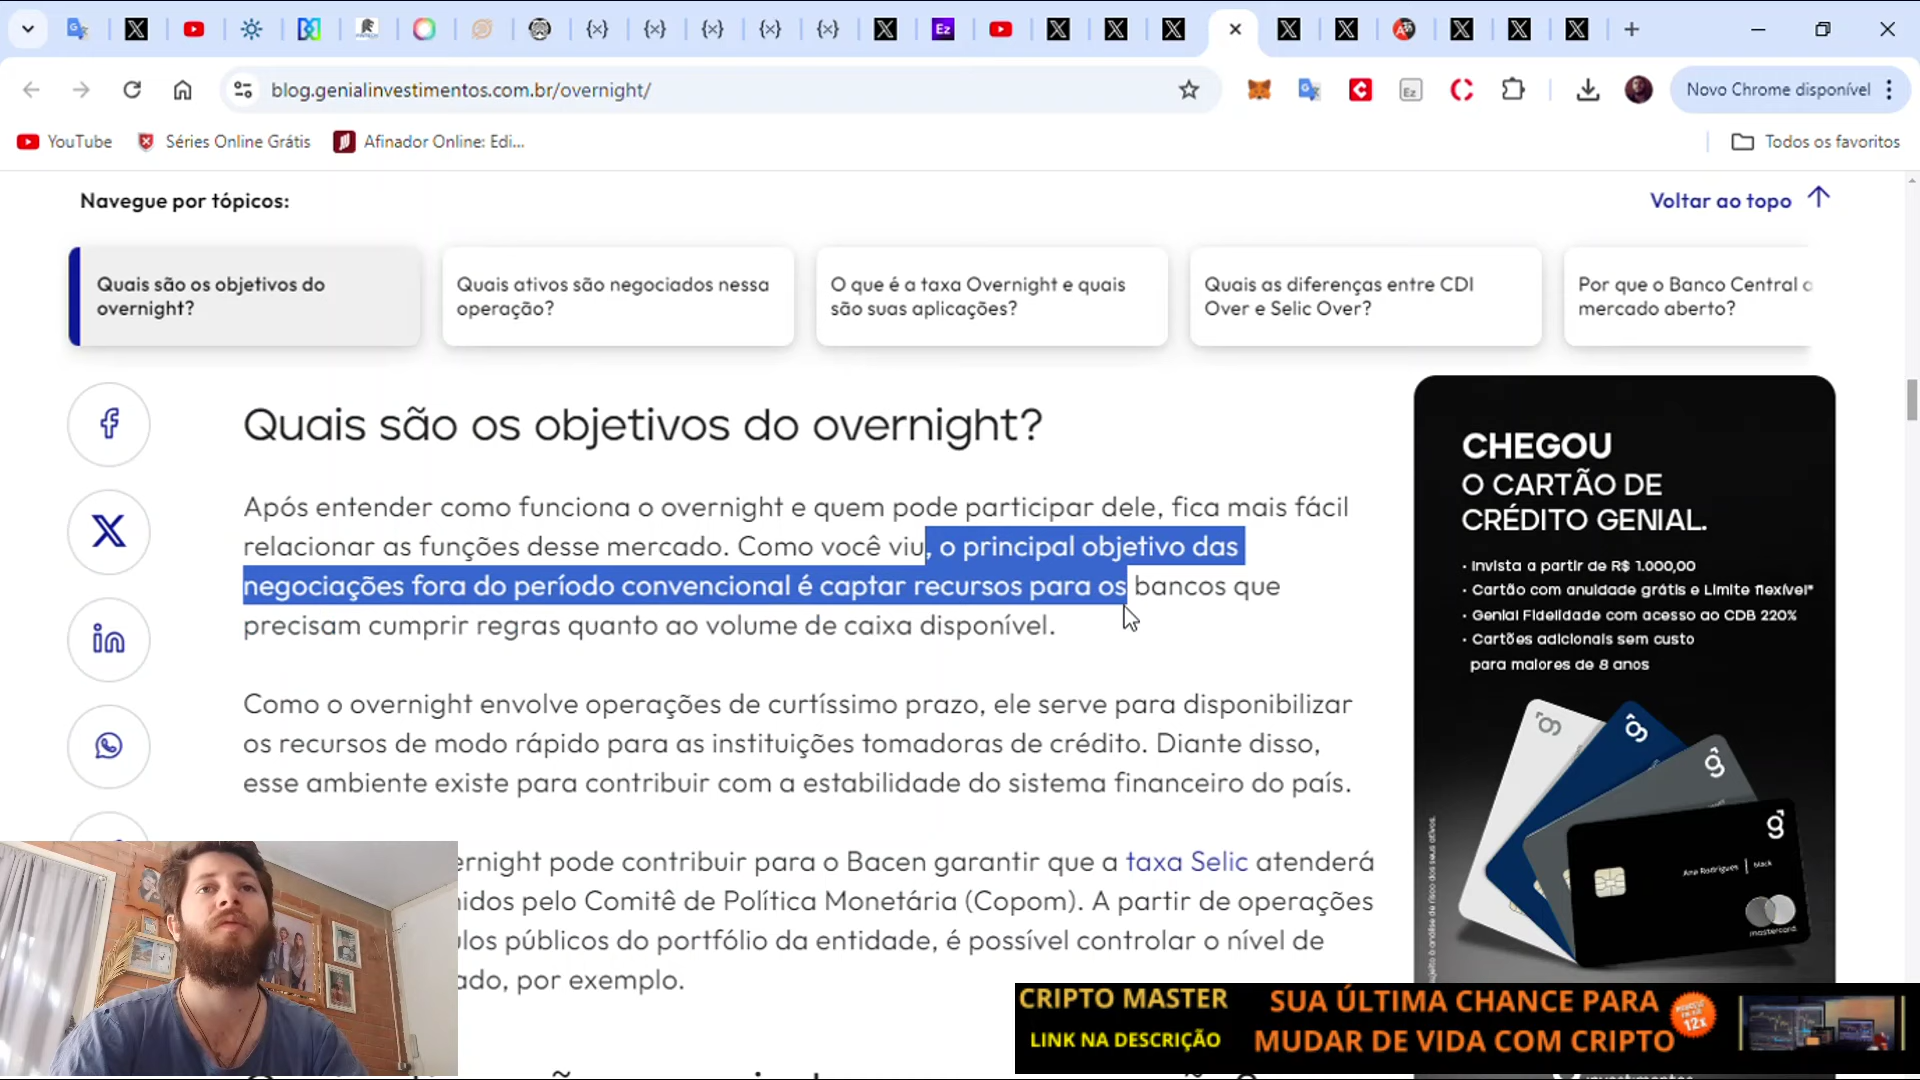 blog.genialinvestimentos.com.br/overnight/
Novo Chrome disponível
YouTube
Séries Online Grátis
Afinador Online: Edi...
Todos os favoritos
Navegue por tópicos:
Voltar ao topo
Quais são os objetivos do
overnight?
Quais ativos são negociados nessa
operação?
O que é a taxa Overnight e quais
são suas aplicações?
Quais as diferenças entre CDI
Over e Selic Over?
Por que o Banco Central
mercado aberto?
Quais são os objetivos do overnight?
Após entender como funciona o overnight e quem pode participar dele, fica mais fácil
relacionar as funções desse mercado. Como você viu, o principal objetivo das
negociações fora do período convencional é captar recursos para os bancos que
precisam cumprir regras quanto ao volume de caixa disponível.
Como o overnight envolve operações de curtíssimo prazo, ele serve para disponibilizar
os recursos de modo rápido para as instituições tomadoras de crédito. Diante disso,
esse ambiente existe para contribuir com a estabilidade do sistema financeiro do país.
ernight pode contribuir para o Bacen garantir que a taxa Selic atenderá
idos pelo Comitê de Política Monetária (Copom). A partir de operações
los públicos do portfólio da entidade, é possível controlar o nível de
ado, por exemplo.
CHEGOU
O CARTÃO DE
CRÉDITO GENIAL.
· Invista a partir de R$ 1.000,00
· Cartão com anuidade grátis e Limite flexível*
· Genial Fidelidade com acesso ao CDB 220%
· Cartões adicionais sem custo
para maiores de 8 anos
Ana Rodrigues
black
mastercard
CRIPTO MASTER
LINK NA DESCRIÇÃO
SUA ÚLTIMA CHANCE PARA
MUDAR DE VIDA COM CRIPTO
12x